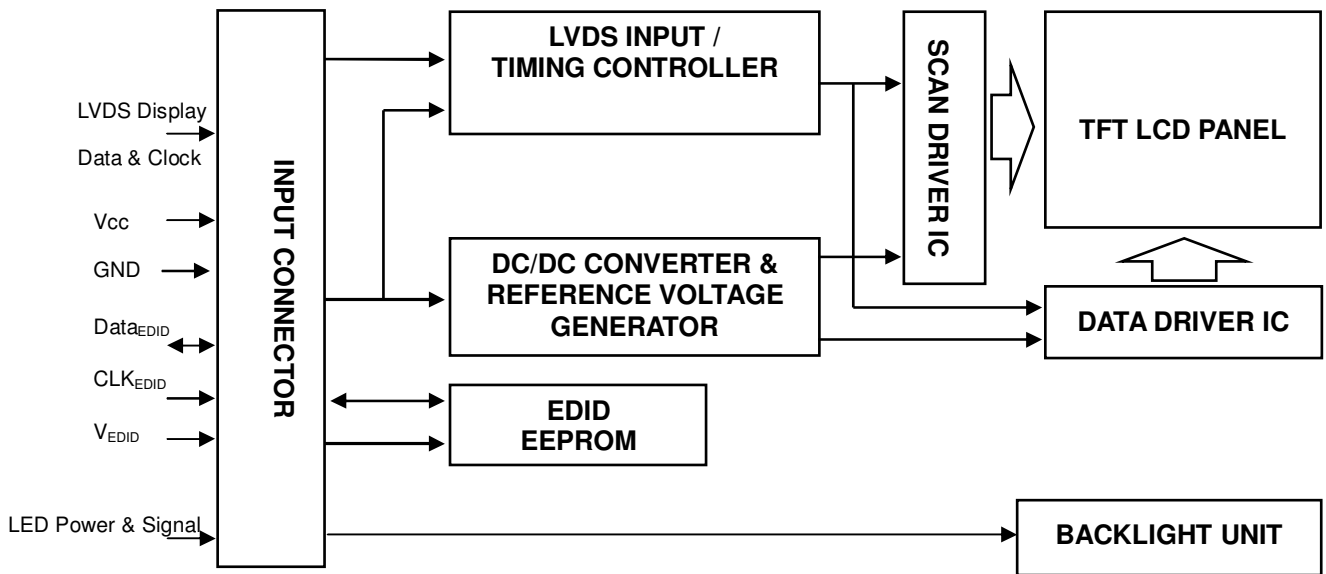 LVDS Display
Data & Clock
Vcc
GND
DataEDID
CLKEDID
VEDID
LED Power & Signal
INPUT CONNECTOR
LVDS INPUT /
TIMING CONTROLLER
DC/DC CONVERTER &
REFERENCE VOLTAGE
GENERATOR
EDID
EEPROM
SCAN DRIVER IC
TFT LCD PANEL
DATA DRIVER IC
BACKLIGHT UNIT